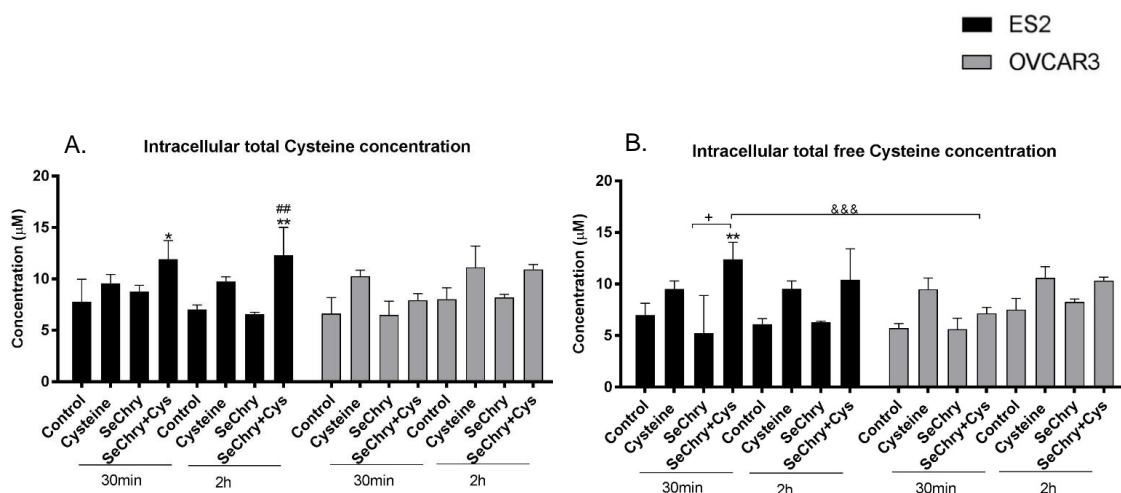 ES2
OVCAR3
A.
Intracellular total Cysteine concentration
Concentration (µM)
20
15
10
5
0
*
##
**
Control
Cysteine
SeChry
SeChry+Cys
Control
Cysteine
SeChry
SeChry+Cys
Control
Cysteine
SeChry
SeChry+Cys
Control
Cysteine
SeChry
SeChry+Cys
30min
2h
30min
2h
B.
Intracellular total free Cysteine concentration
Concentration (µM)
20
15
10
5
0
+
**
&&&
Control
Cysteine
SeChry
SeChry+Cys
Control
Cysteine
SeChry
SeChry+Cys
Control
Cysteine
SeChry
SeChry+Cys
Control
Cysteine
SeChry
SeChry+Cys
30min
2h
30min
2h